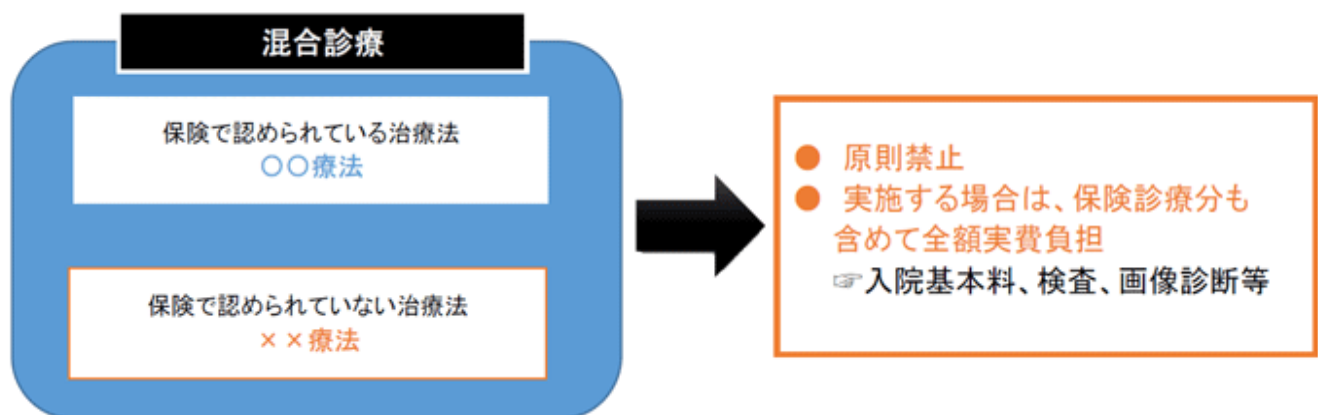 混合診療
保険で認められている治療法
〇〇療法
保険で認められていない治療法
××療法
● 原則禁止
● 実施する場合は、保険診療分も
含めて全額実費負担
☞入院基本料、検査、画像診断等